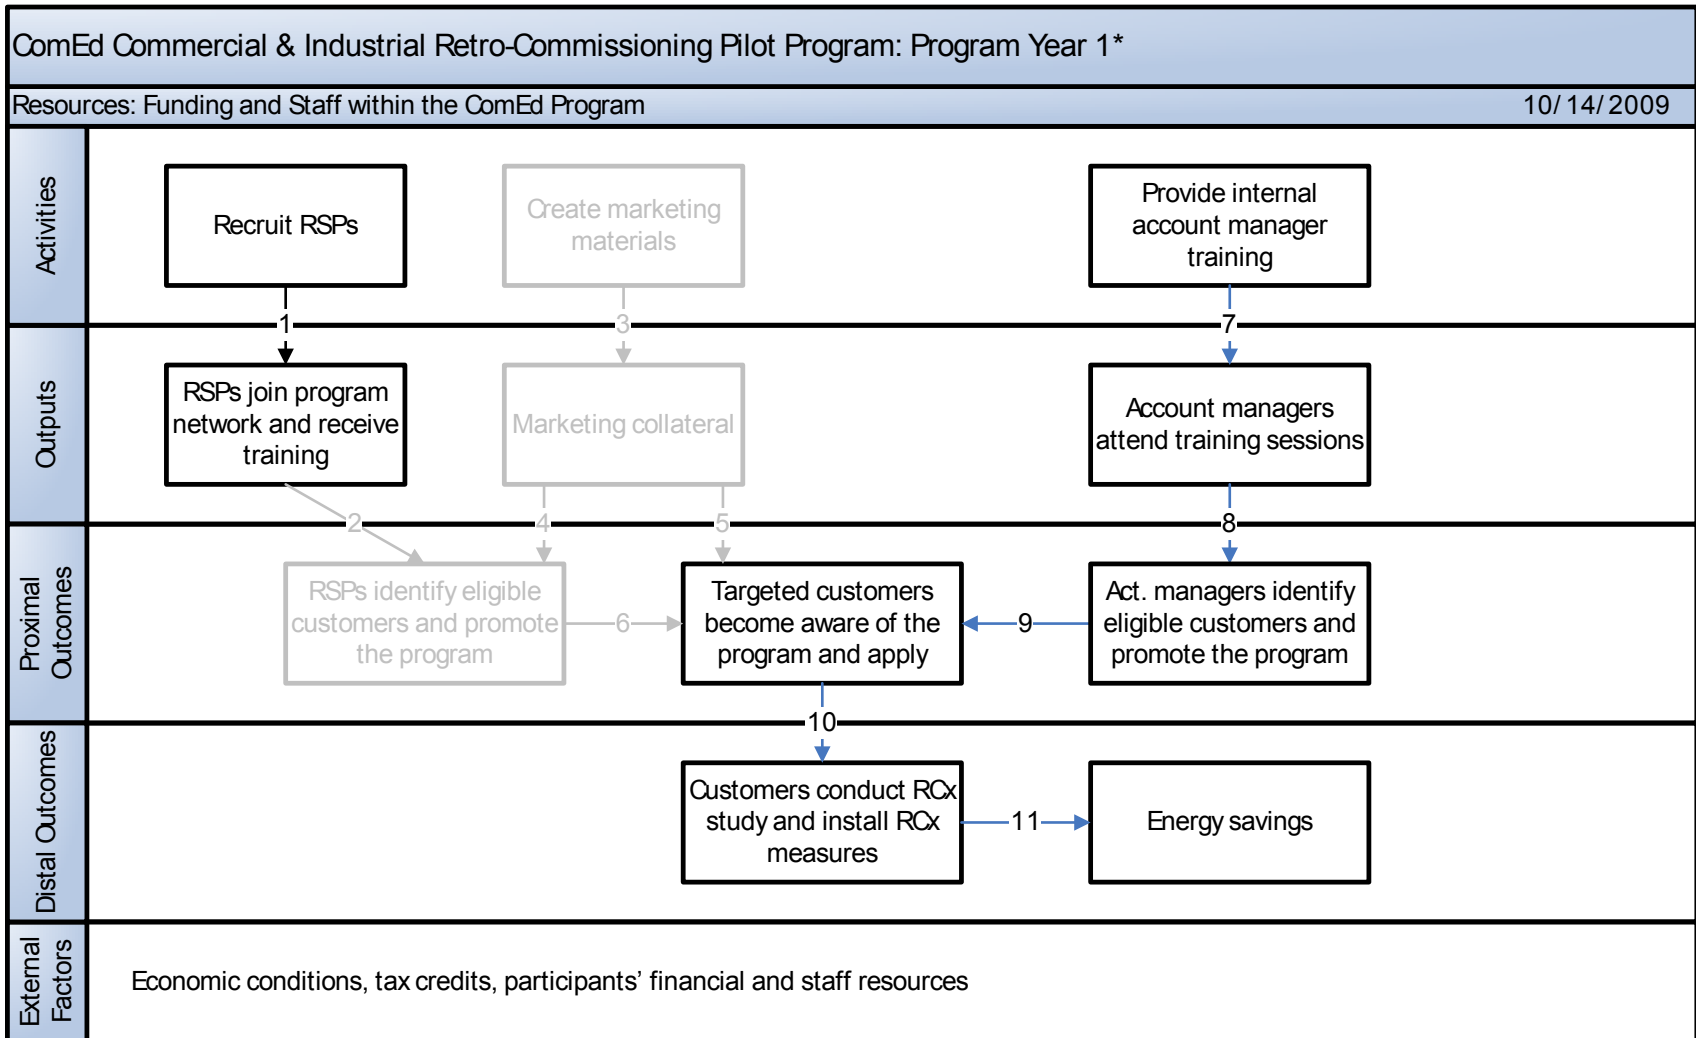 ComEd Commercial & Industrial Retro-Commissioning Pilot Program: Program Year 1*
Resources: Funding and Staff within the ComEd Program
10/14/2009
Activities
Recruit RSPs
Create marketing
materials
Provide internal
account manager
training
1
3
7
Outputs
RSPs join program
network and receive
training
Marketing collateral
Account managers
attend training sessions
2
4
5
8
Proximal
Outcomes
RSPs identify eligible
customers and promote
the program
6
Targeted customers
become aware of the
program and apply
9
Act. managers identify
eligible customers and
promote the program
10
Distal Outcomes
Customers conduct RCx
study and install RCx
measures
11
Energy savings
External
Factors
Economic conditions, tax credits, participants’ financial and staff resources